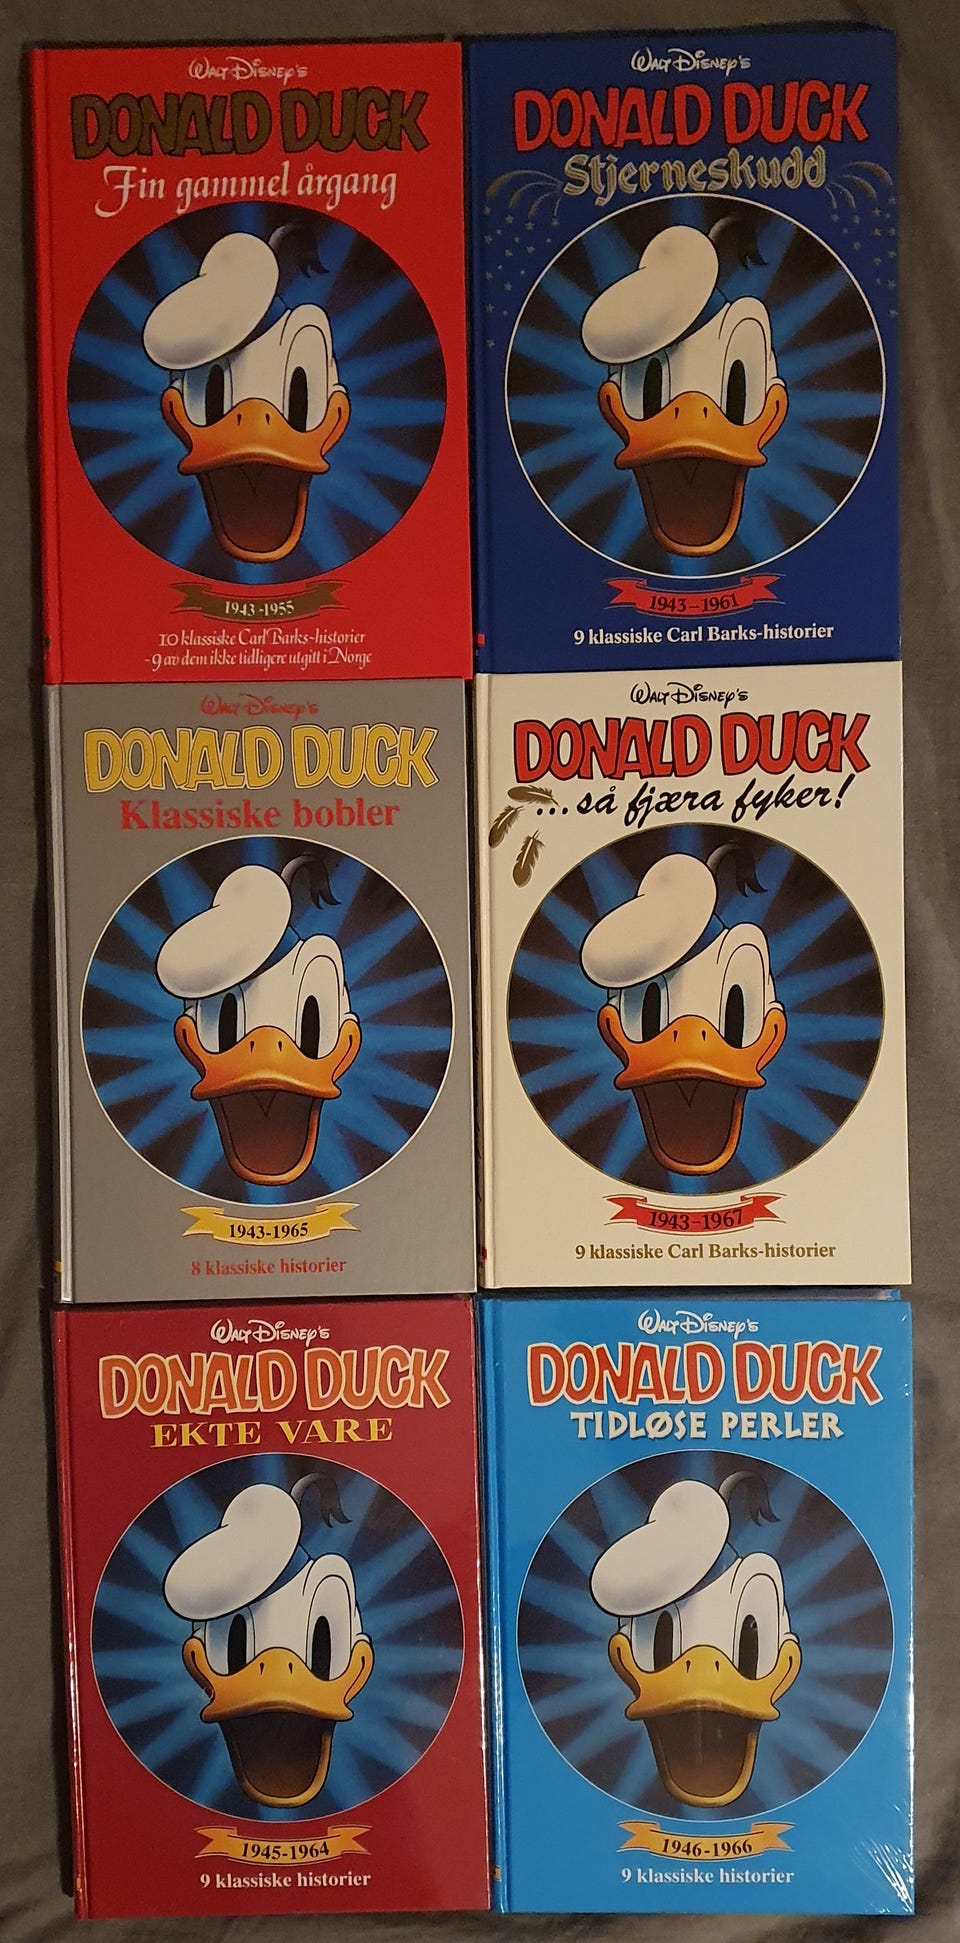 Walt Disney's
DONALD DUCK
Fin gammel årgang
1943-1955
10 klassiske Carl Barks-historier
-9 av dem ikke tidligere utgitt i Norge
Walt Disney's
DONALD DUCK
Stjerneskudd
1943-1961
9 klassiske Carl Barks-historier
Walt Disney's
DONALD DUCK
Klassiske bobler
1943-1965
8 klassiske historier
Walt Disney's
DONALD DUCK
...så fjæra fyker!
1943-1967
9 klassiske Carl Barks-historier
Walt Disney's
DONALD DUCK
EKTE VARE
1945-1964
9 klassiske historier
Walt Disney's
DONALD DUCK
TIDLØSE PERLER
1946-1966
9 klassiske historier